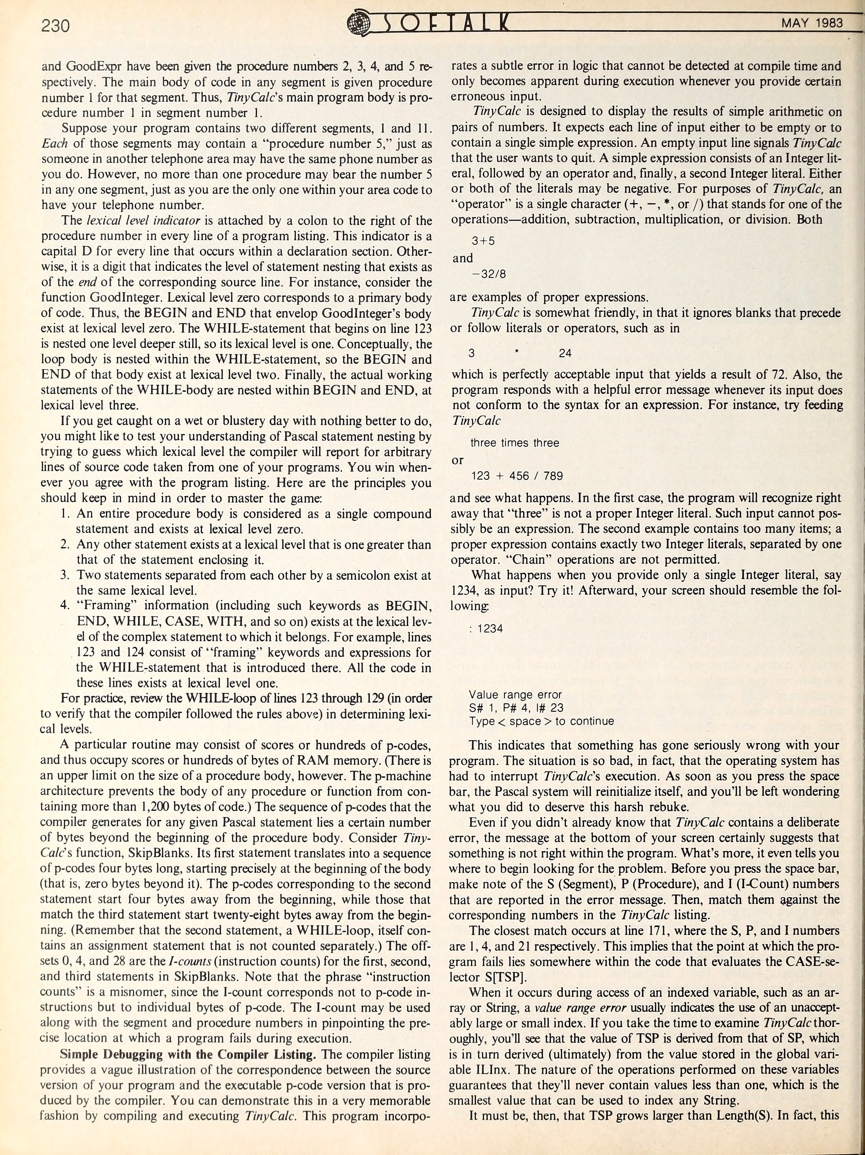 230
SOFTALK
MAY 1983
and GoodExpr have been given the procedure numbers 2, 3, 4, and 5 re-
spectively. The main body of code in any segment is given procedure
number 1 for that segment. Thus, TinyCalc's main program body is pro-
cedure number 1 in segment number 1.
Suppose your program contains two different segments, 1 and 11.
Each of those segments may contain a "procedure number 5," just as
someone in another telephone area may have the same phone number as
you do. However, no more than one procedure may bear the number 5
in any one segment, just as you are the only one within your area code to
have your telephone number.
The lexical level indicator is attached by a colon to the right of the
procedure number in every line of a program listing. This indicator is a
capital D for every line that occurs within a declaration section. Other-
wise, it is a digit that indicates the level of statement nesting that exists as
of the end of the corresponding source line. For instance, consider the
function GoodInteger. Lexical level zero corresponds to a primary body
of code. Thus, the BEGIN and END that envelop GoodInteger's body
exist at lexical level zero. The WHILE-statement that begins on line 123
is nested one level deeper still, so its lexical level is one. Conceptually, the
loop body is nested within the WHILE-statement, so the BEGIN and
END of that body exist at lexical level two. Finally, the actual working
statements of the WHILE-body are nested within BEGIN and END, at
lexical level three.
If you get caught on a wet or blustery day with nothing better to do,
you might like to test your understanding of Pascal statement nesting by
trying to guess which lexical level the compiler will report for arbitrary
lines of source code taken from one of your programs. You win when-
ever you agree with the program listing. Here are the principles you
should keep in mind in order to master the game:
1. An entire procedure body is considered as a single compound
statement and exists at lexical level zero.
2. Any other statement exists at a lexical level that is one greater than
that of the statement enclosing it.
3. Two statements separated from each other by a semicolon exist at
the same lexical level.
4. "Framing" information (including such keywords as BEGIN,
END, WHILE, CASE, WITH, and so on) exists at the lexical lev-
el of the complex statement to which it belongs. For example, lines
123 and 124 consist of "framing" keywords and expressions for
the WHILE-statement that is introduced there. All the code in
these lines exists at lexical level one.
For practice, review the WHILE-loop of lines 123 through 129 (in order
to verify that the compiler followed the rules above) in determining lexi-
cal levels.
A particular routine may consist of scores or hundreds of p-codes,
and thus occupy scores or hundreds of bytes of RAM memory. (There is
an upper limit on the size of a procedure body, however. The p-machine
architecture prevents the body of any procedure or function from con-
taining more than 1,200 bytes of code.) The sequence of p-codes that the
compiler generates for any given Pascal statement lies a certain number
of bytes beyond the beginning of the procedure body. Consider Tiny-
Calc's function, SkipBlanks. Its first statement translates into a sequence
of p-codes four bytes long, starting precisely at the beginning of the body
(that is, zero bytes beyond it). The p-codes corresponding to the second
statement start four bytes away from the beginning, while those that
match the third statement start twenty-eight bytes away from the begin-
ning. (Remember that the second statement, a WHILE-loop, itself con-
tains an assignment statement that is not counted separately.) The off-
sets 0, 4, and 28 are the I-counts (instruction counts) for the first, second,
and third statements in SkipBlanks. Note that the phrase "instruction
counts" is a misnomer, since the I-count corresponds not to p-code in-
structions but to individual bytes of p-code. The I-count may be used
along with the segment and procedure numbers in pinpointing the pre-
cise location at which a program fails during execution.
Simple Debugging with the Compiler Listing. The compiler listing
provides a vague illustration of the correspondence between the source
version of your program and the executable p-code version that is pro-
duced by the compiler. You can demonstrate this in a very memorable
fashion by compiling and executing TinyCalc. This program incorpo-
rates a subtle error in logic that cannot be detected at compile time and
only becomes apparent during execution whenever you provide certain
erroneous input.
TinyCalc is designed to display the results of simple arithmetic on
pairs of numbers. It expects each line of input either to be empty or to
contain a single simple expression. An empty input line signals TinyCalc
that the user wants to quit. A simple expression consists of an Integer lit-
eral, followed by an operator and, finally, a second Integer literal. Either
or both of the literals may be negative. For purposes of TinyCalc, an
"operator" is a single character (+, −, *, or /) that stands for one of the
operations—addition, subtraction, multiplication, or division. Both
3+5
and
−32/8
are examples of proper expressions.
TinyCalc is somewhat friendly, in that it ignores blanks that precede
or follow literals or operators, such as in
3 * 24
which is perfectly acceptable input that yields a result of 72. Also, the
program responds with a helpful error message whenever its input does
not conform to the syntax for an expression. For instance, try feeding
TinyCalc
three times three
or
123 + 456 / 789
and see what happens. In the first case, the program will recognize right
away that "three" is not a proper Integer literal. Such input cannot pos-
sibly be an expression. The second example contains too many items; a
proper expression contains exactly two Integer literals, separated by one
operator. "Chain" operations are not permitted.
What happens when you provide only a single Integer literal, say
1234, as input? Try it! Afterward, your screen should resemble the fol-
lowing:
: 1234
Value range error
S# 1, P# 4, I# 23
Type < space > to continue
This indicates that something has gone seriously wrong with your
program. The situation is so bad, in fact, that the operating system has
had to interrupt TinyCalc's execution. As soon as you press the space
bar, the Pascal system will reinitialize itself, and you'll be left wondering
what you did to deserve this harsh rebuke.
Even if you didn't already know that TinyCalc contains a deliberate
error, the message at the bottom of your screen certainly suggests that
something is not right within the program. What's more, it even tells you
where to begin looking for the problem. Before you press the space bar,
make note of the S (Segment), P (Procedure), and I (I-Count) numbers
that are reported in the error message. Then, match them against the
corresponding numbers in the TinyCalc listing.
The closest match occurs at line 171, where the S, P, and I numbers
are 1, 4, and 21 respectively. This implies that the point at which the pro-
gram fails lies somewhere within the code that evaluates the CASE-se-
lector S[TSP].
When it occurs during access of an indexed variable, such as an ar-
ray or String, a value range error usually indicates the use of an unaccept-
ably large or small index. If you take the time to examine TinyCalc thor-
oughly, you'll see that the value of TSP is derived from that of SP, which
is in turn derived (ultimately) from the value stored in the global vari-
able ILInx. The nature of the operations performed on these variables
guarantees that they'll never contain values less than one, which is the
smallest value that can be used to index any String.
It must be, then, that TSP grows larger than Length(S). In fact, this